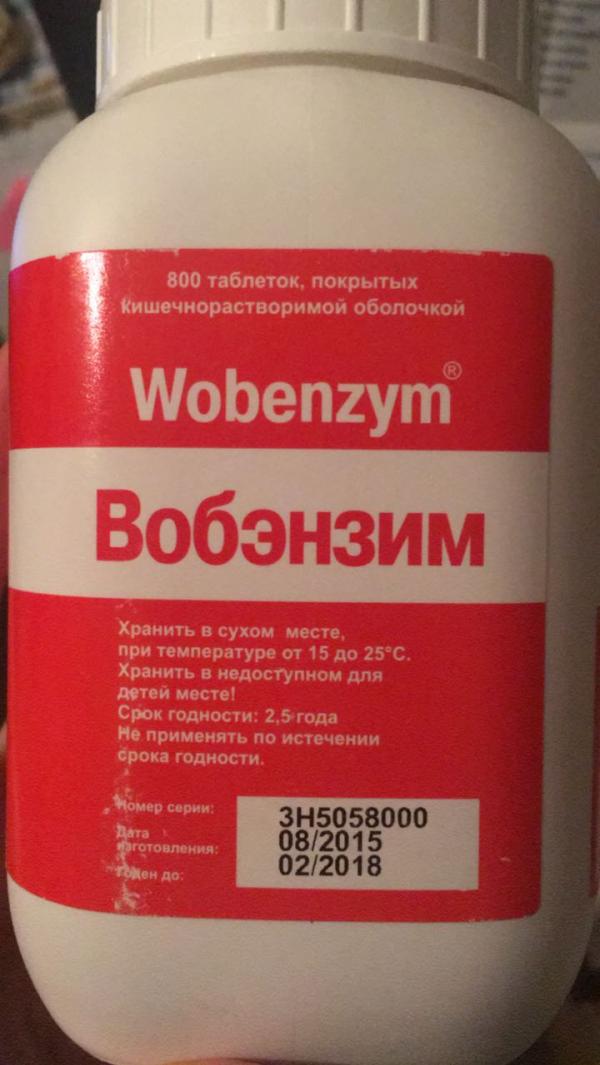 800 таблеток, покрытых
кишечнорастворимой оболочкой
Wobenzym®
Вобэнзим
Хранить в сухом месте,
при температуре от 15 до 25°С.
Хранить в недоступном для
детей месте!
Срок годности: 2,5 года
Не применять по истечении
срока годности.
Номер серии: 3Н5058000
Дата
изготовления: 08/2015
Годен до: 02/2018